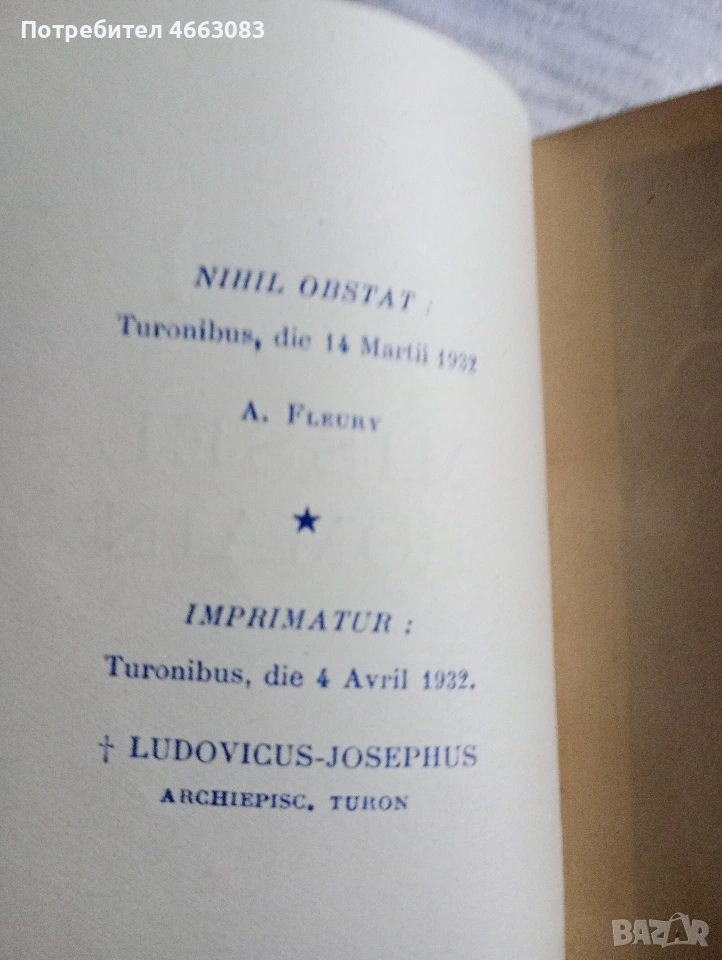 Потребител 4663083
NIHIL OBSTAT :
Turonibus, die 14 Martii 1932
A. FLEURY
★
IMPRIMATUR :
Turonibus, die 4 Avril 1932.
† LUDOVICUS-JOSEPHUS
ARCHIEPISC. TURON
BAZAR